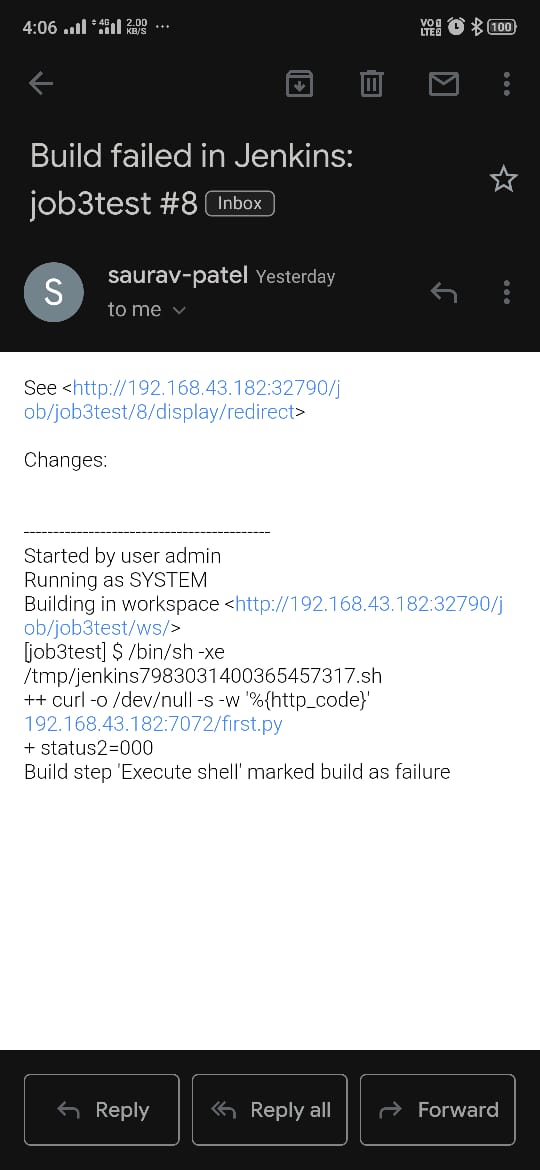 4:06 4G 2.00 KB/S ... VO LTE 100
Build failed in Jenkins:
job3test #8 Inbox
S
saurav-patel Yesterday
to me
See <http://192.168.43.182:32790/j
ob/job3test/8/display/redirect>
Changes:
------------------------------------------
Started by user admin
Running as SYSTEM
Building in workspace <http://192.168.43.182:32790/j
ob/job3test/ws/>
[job3test] $ /bin/sh -xe
/tmp/jenkins7983031400365457317.sh
++ curl -o /dev/null -s -w '%{http_code}'
192.168.43.182:7072/first.py
+ status2=000
Build step 'Execute shell' marked build as failure
Reply Reply all Forward